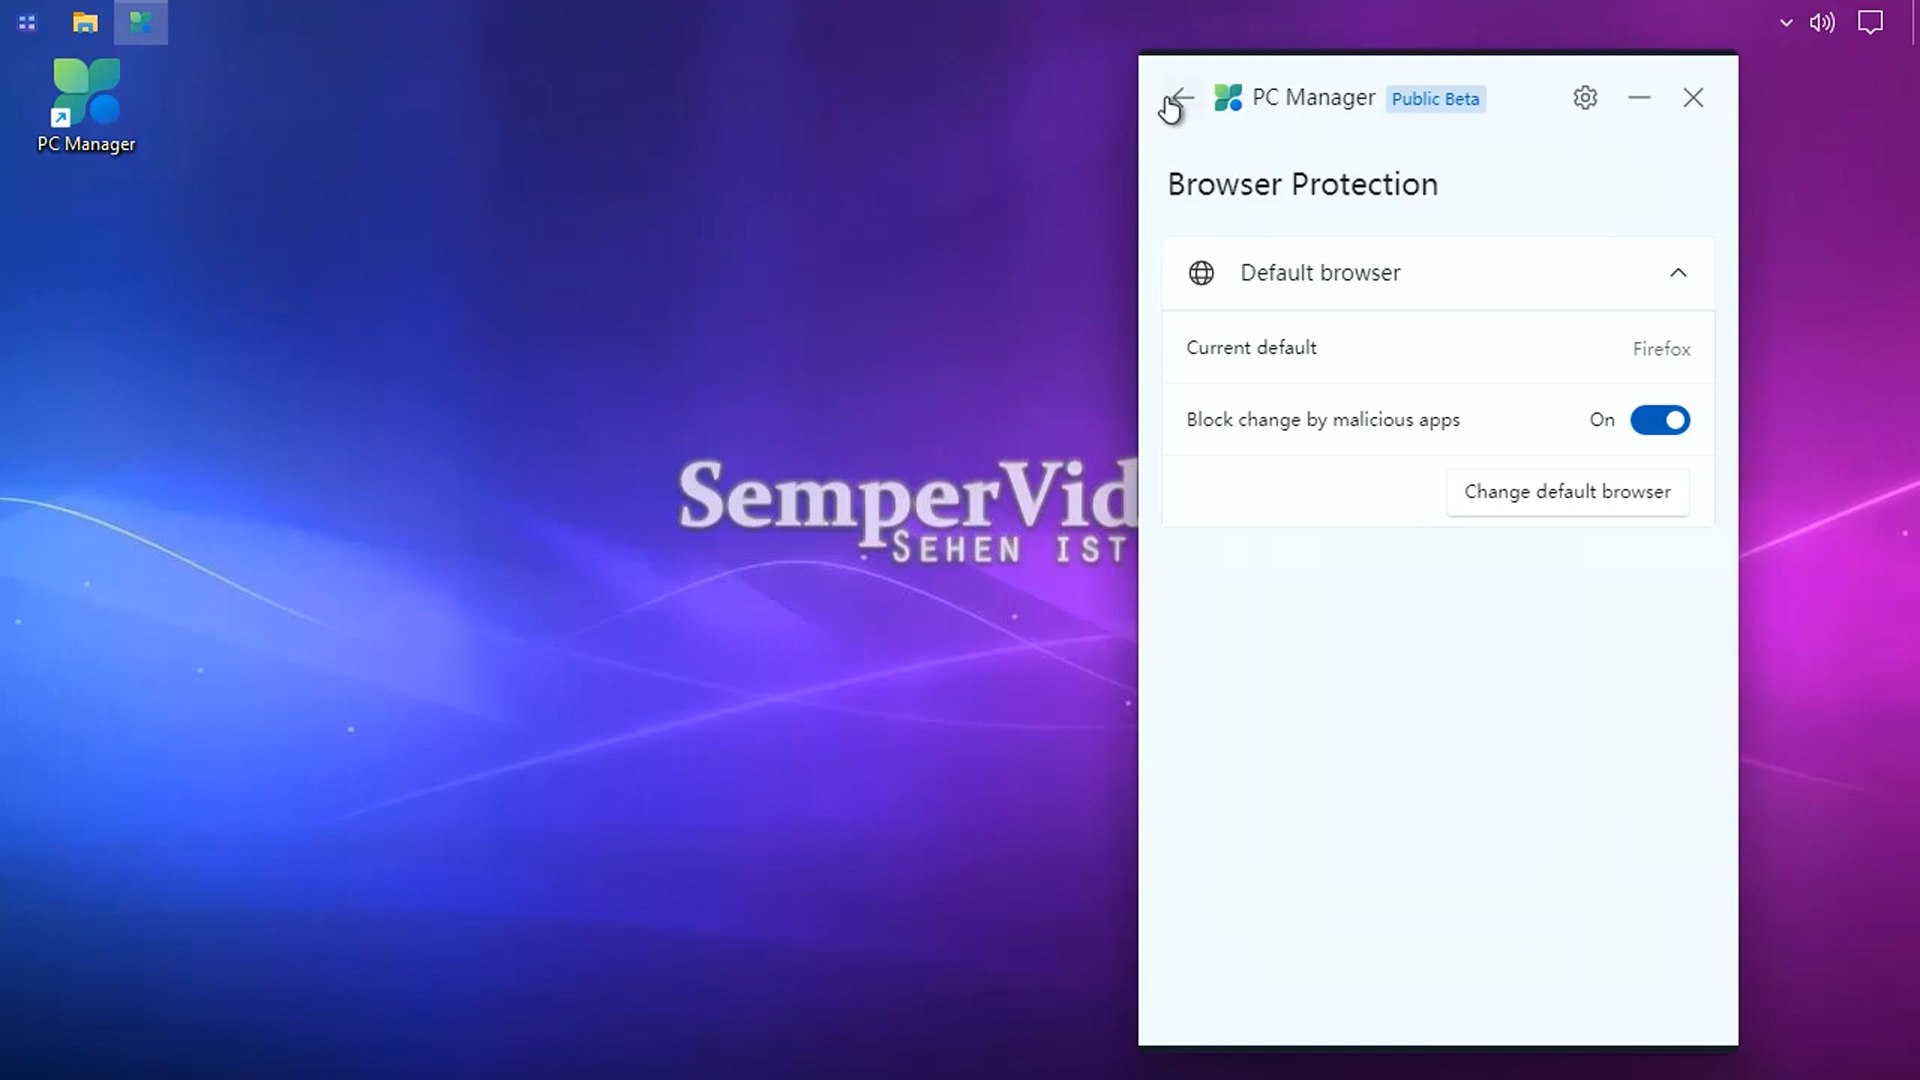 PC Manager
PC Manager Public Beta
Browser Protection
Default browser
Current default Firefox
Block change by malicious apps On
Change default browser
SemperVid
SEHEN IST